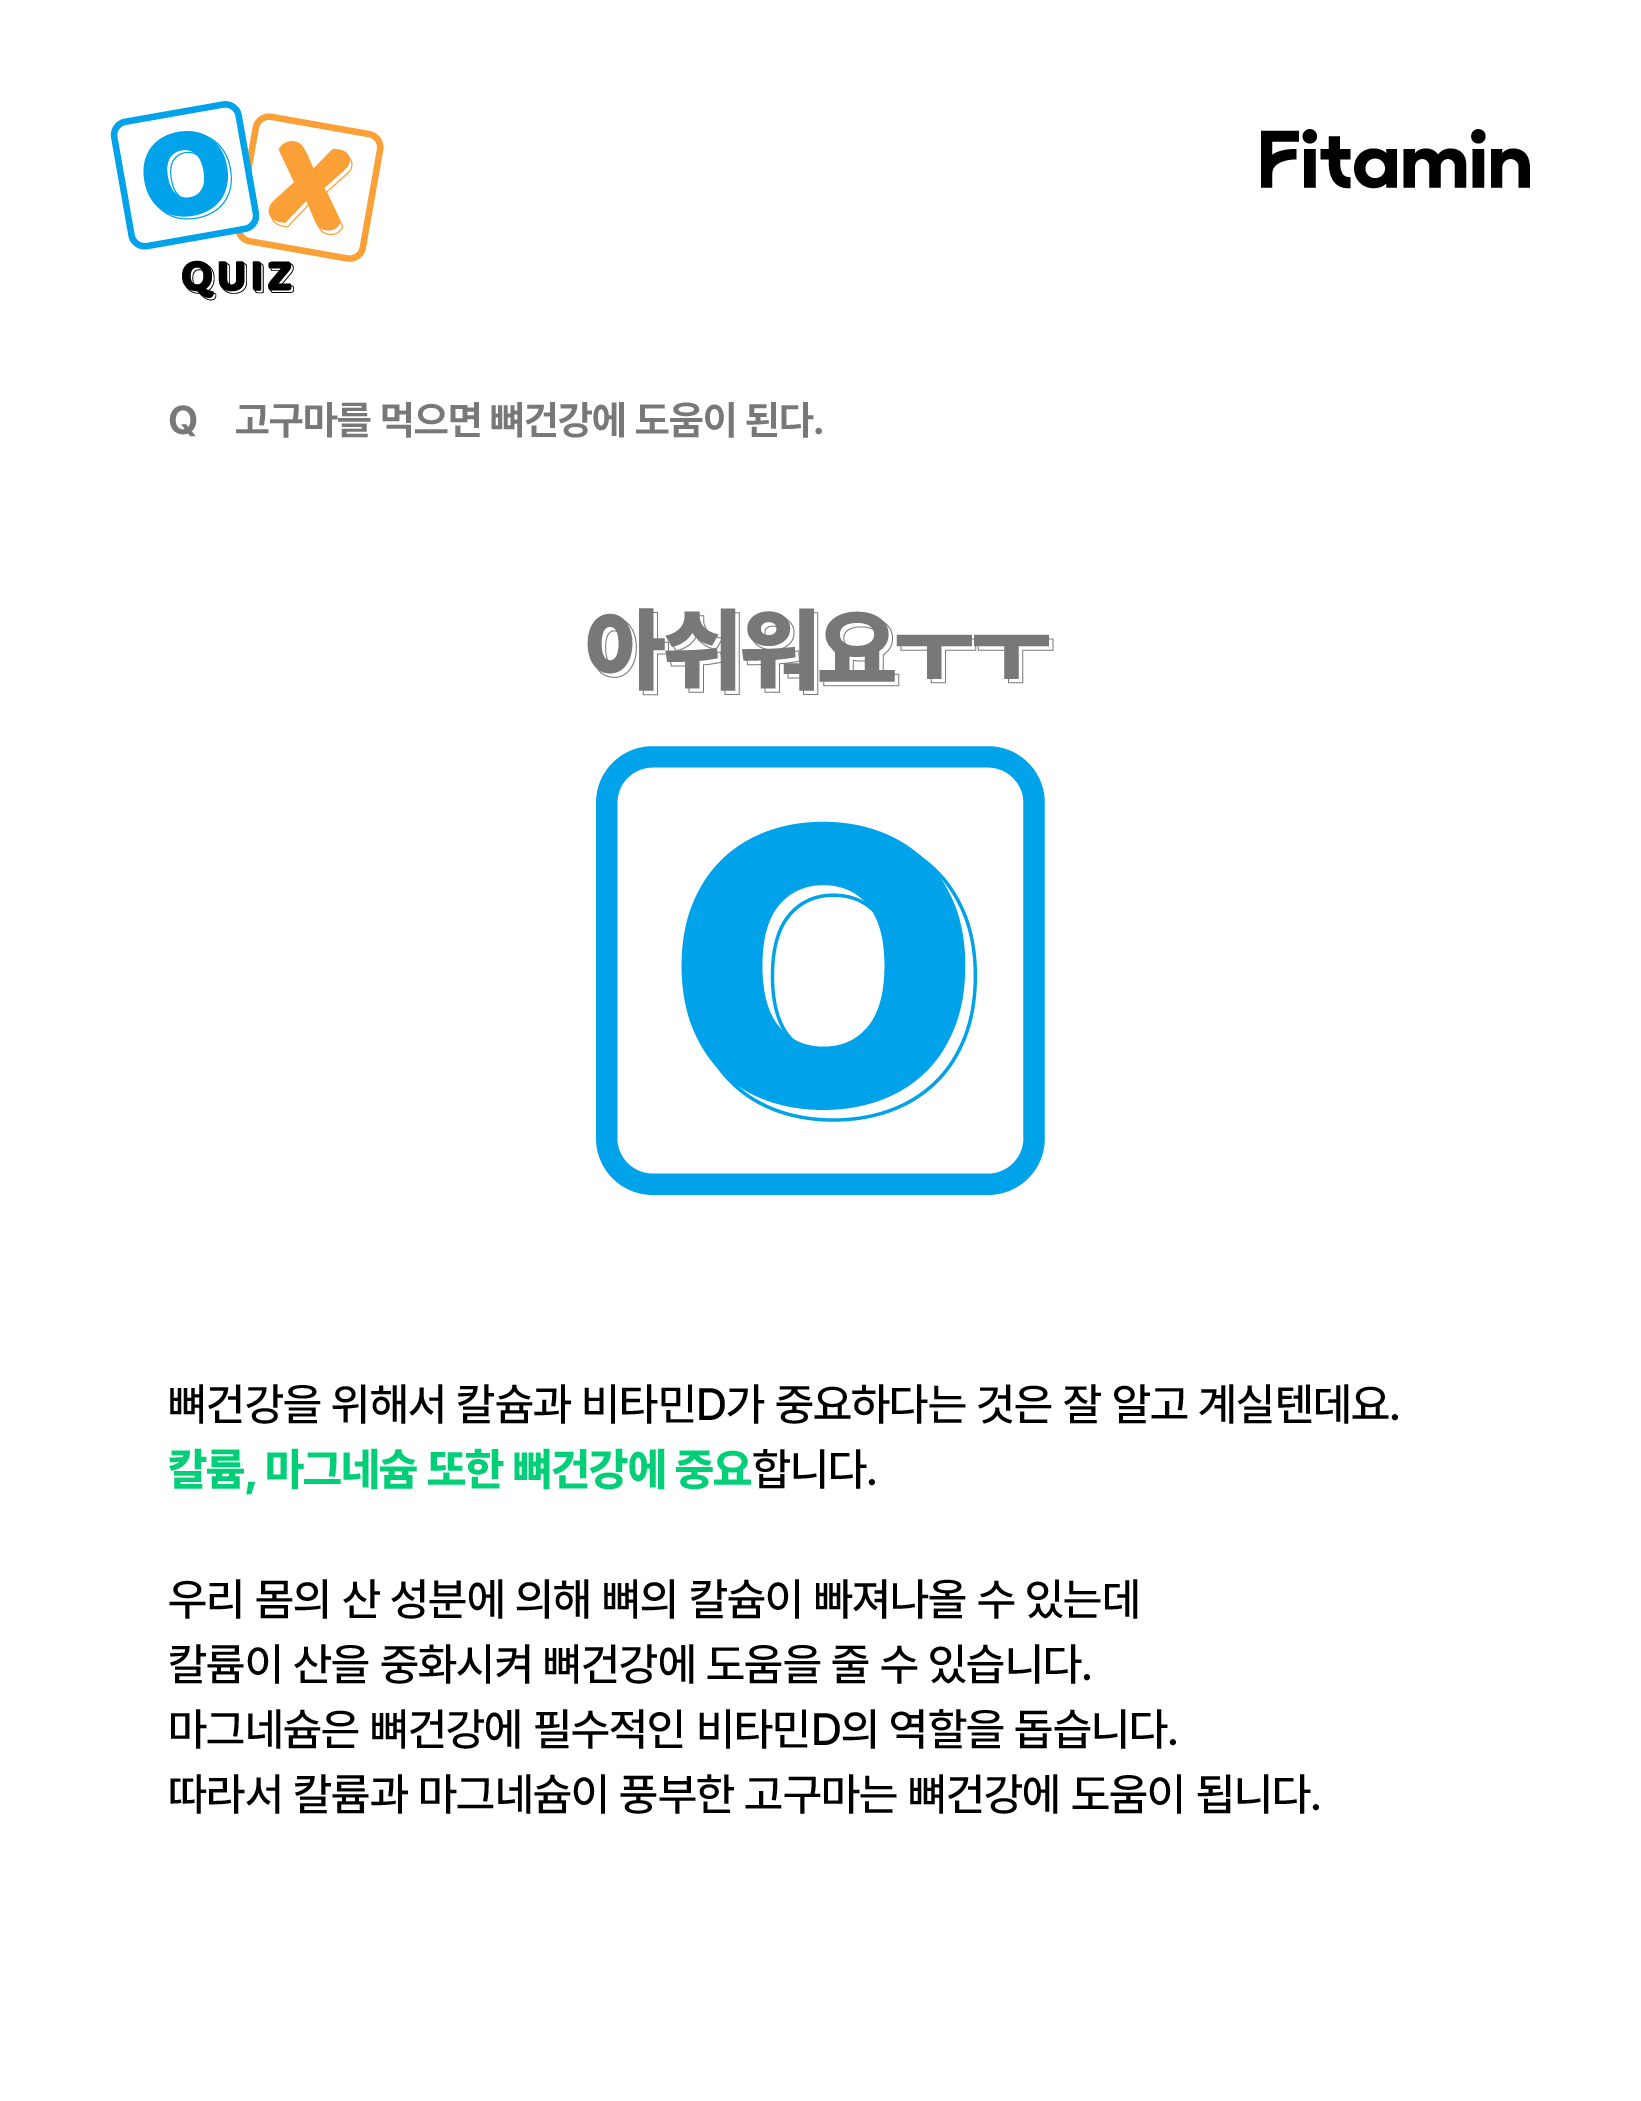 O X
QUIZ
Fitamin
Q 고구마를 먹으면 뼈건강에 도움이 된다.
아쉬워요ㅜㅜ
O
뼈건강을 위해서 칼슘과 비타민D가 중요하다는 것은 잘 알고 계실텐데요.
칼륨, 마그네슘 또한 뼈건강에 중요합니다.
우리 몸의 산 성분에 의해 뼈의 칼슘이 빠져나올 수 있는데
칼륨이 산을 중화시켜 뼈건강에 도움을 줄 수 있습니다.
마그네슘은 뼈건강에 필수적인 비타민D의 역할을 돕습니다.
따라서 칼륨과 마그네슘이 풍부한 고구마는 뼈건강에 도움이 됩니다.